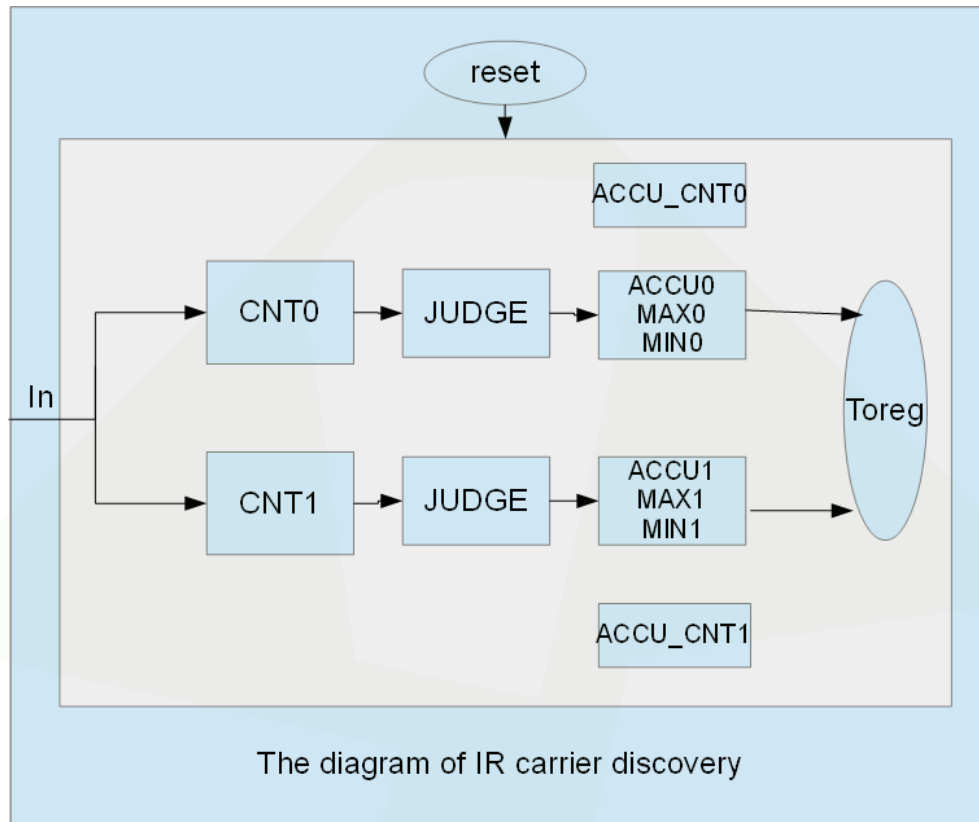 reset
ACCU_CNT0
CNT0
JUDGE
ACCU0
MAX0
MIN0
In
Toreg
CNT1
JUDGE
ACCU1
MAX1
MIN1
ACCU_CNT1
The diagram of IR carrier discovery